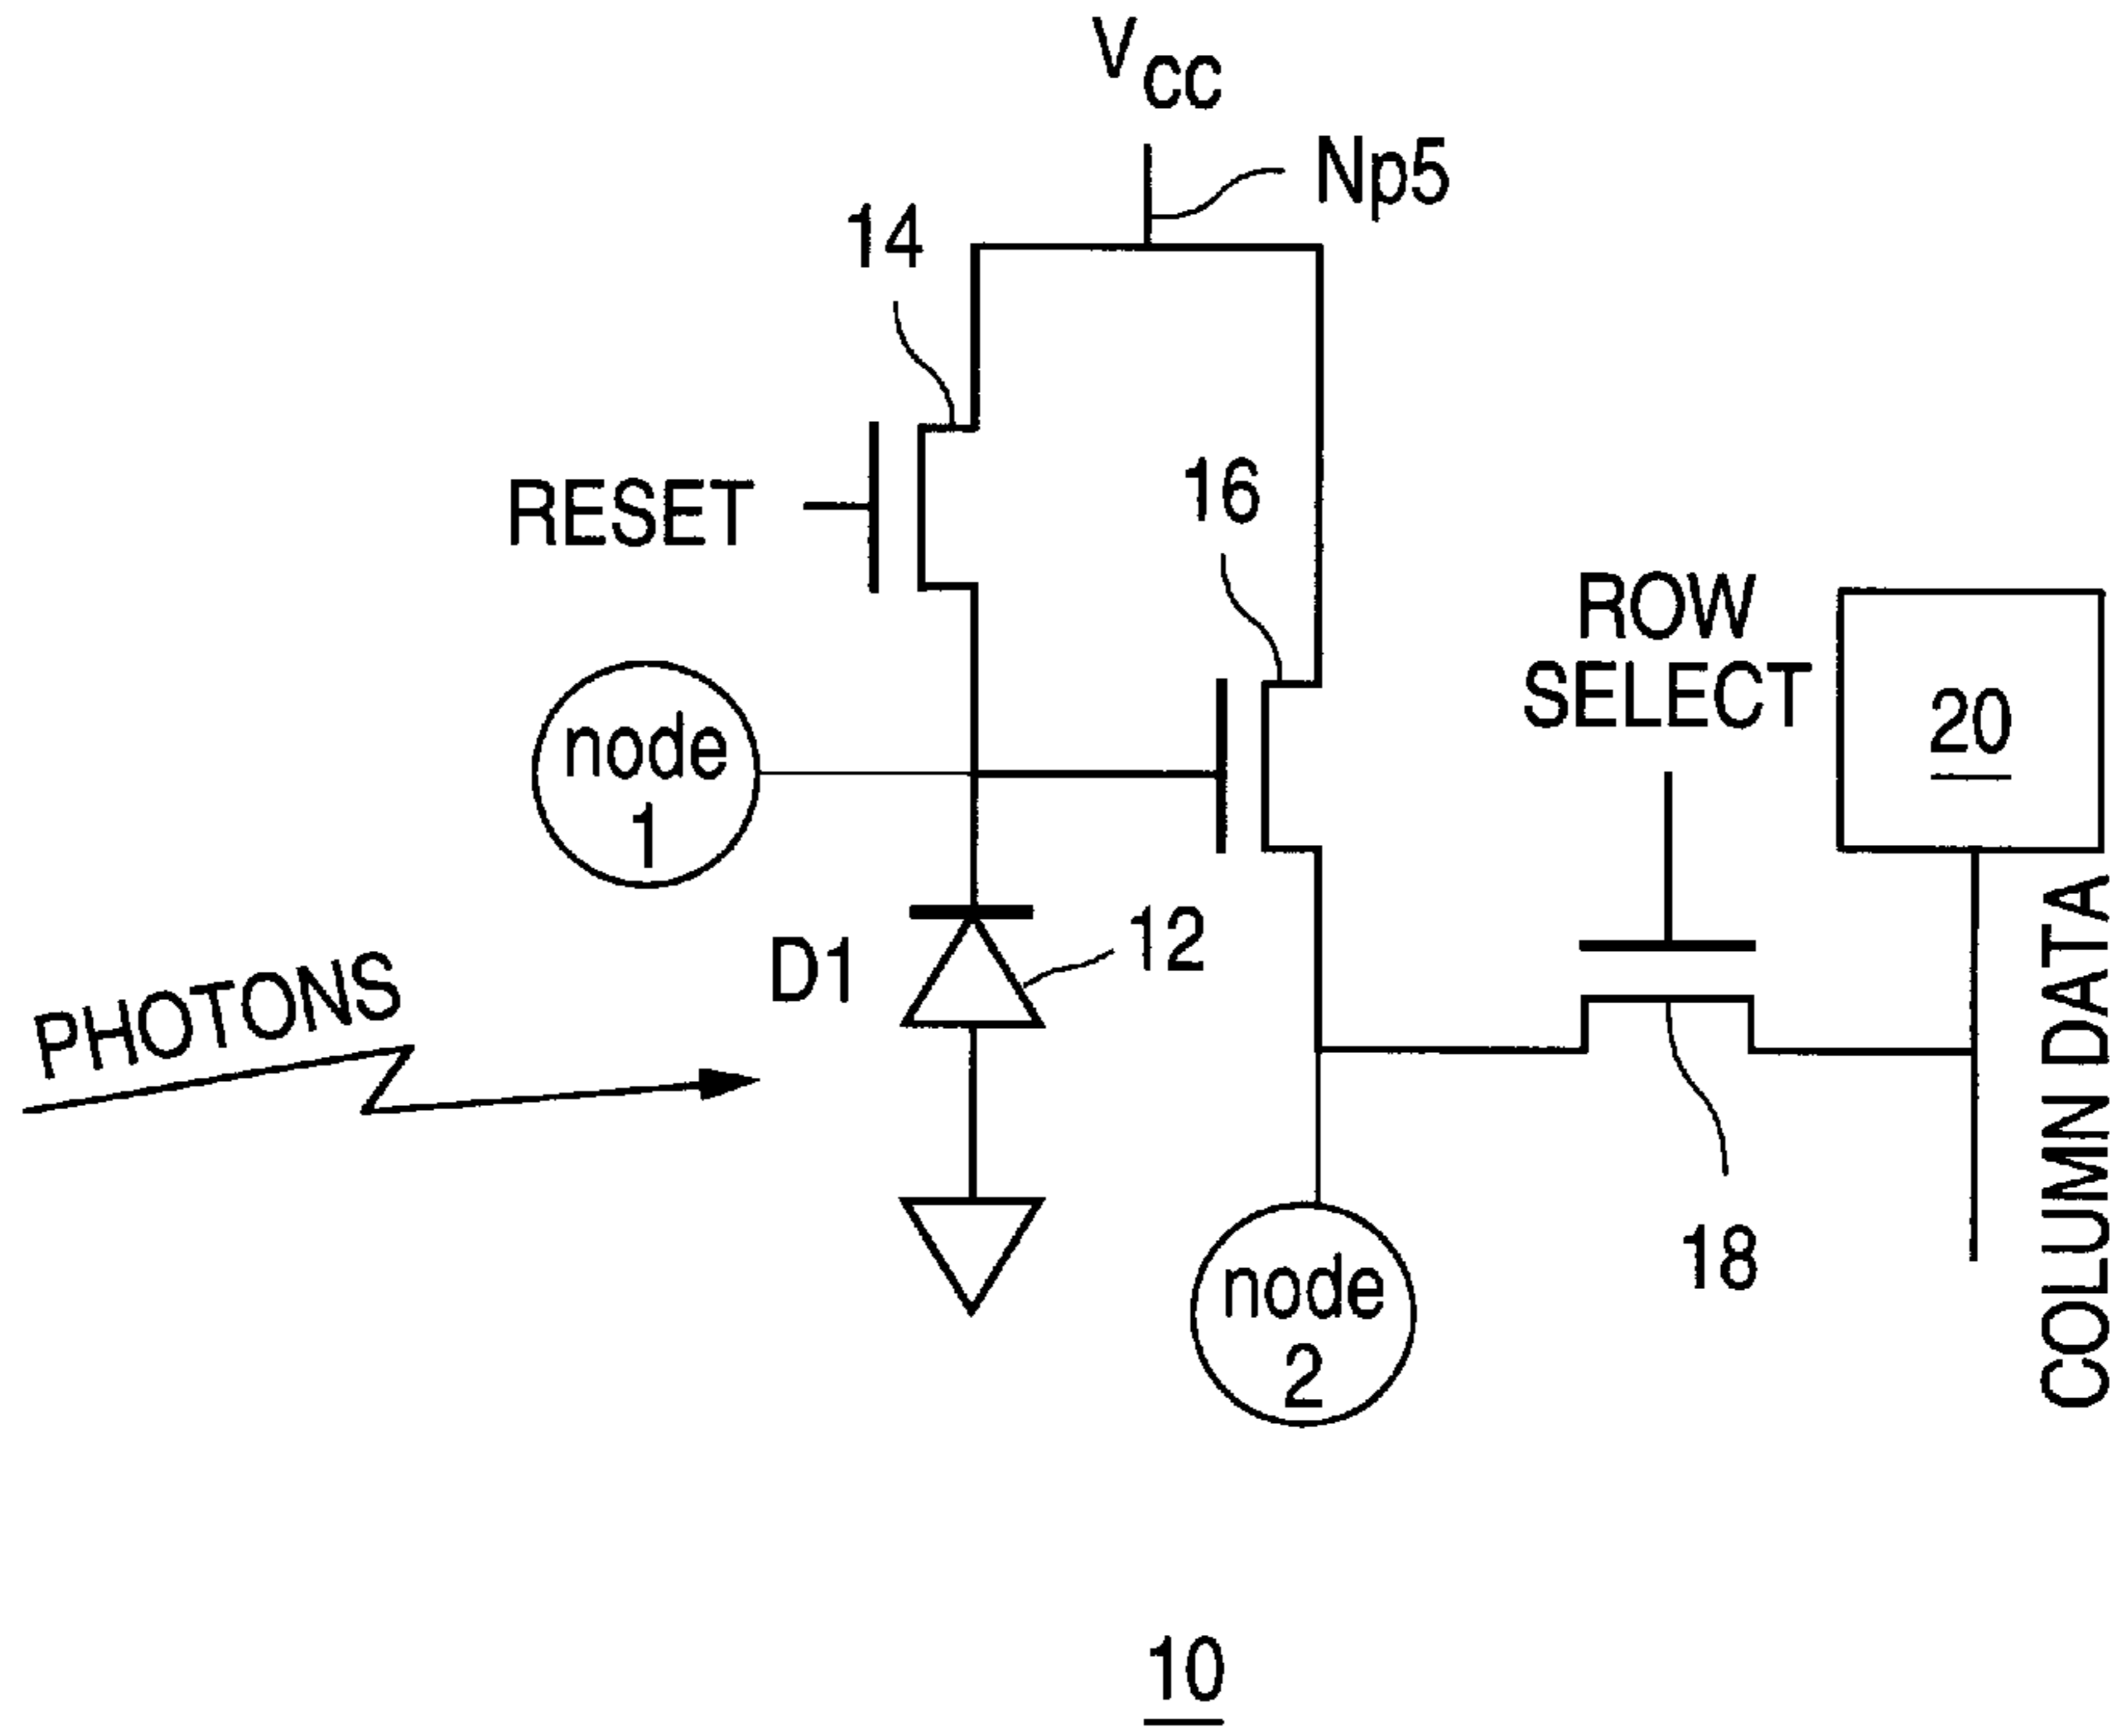 VCC
Np5
14
RESET
16
ROW
SELECT
20
node
1
D1
12
PHOTONS
COLUMN DATA
18
node
2
10